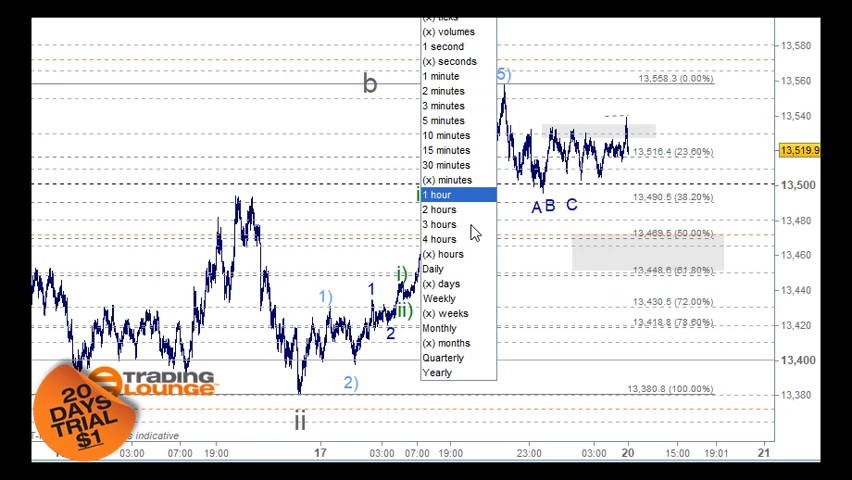 (x) ticks
(x) volumes
1 second
(x) seconds
1 minute
2 minutes
3 minutes
5 minutes
10 minutes
15 minutes
30 minutes
(x) minutes
1 hour
2 hours
3 hours
4 hours
(x) hours
Daily
(x) days
Weekly
(x) weeks
Monthly
(x) months
Quarterly
Yearly
b
5)
ii
1)
2)
1
2
i)
ii)
A B C
13,558.3 (0.00%)
13,516.4 (23.60%)
13,490.5 (38.20%)
13,469.5 (50.00%)
13,448.6 (61.80%)
13,430.5 (72.00%)
13,418.8 (78.60%)
13,380.8 (100.00%)
13,580
13,560
13,540
13,519.9
13,500
13,480
13,460
13,440
13,420
13,400
13,380
TRADING
LOUNGE
20
DAYS
TRIAL
$1
indicative
03:00 07:00 19:00 17 03:00 07:00 19:00 23:00 03:00 20 15:00 19:01 21